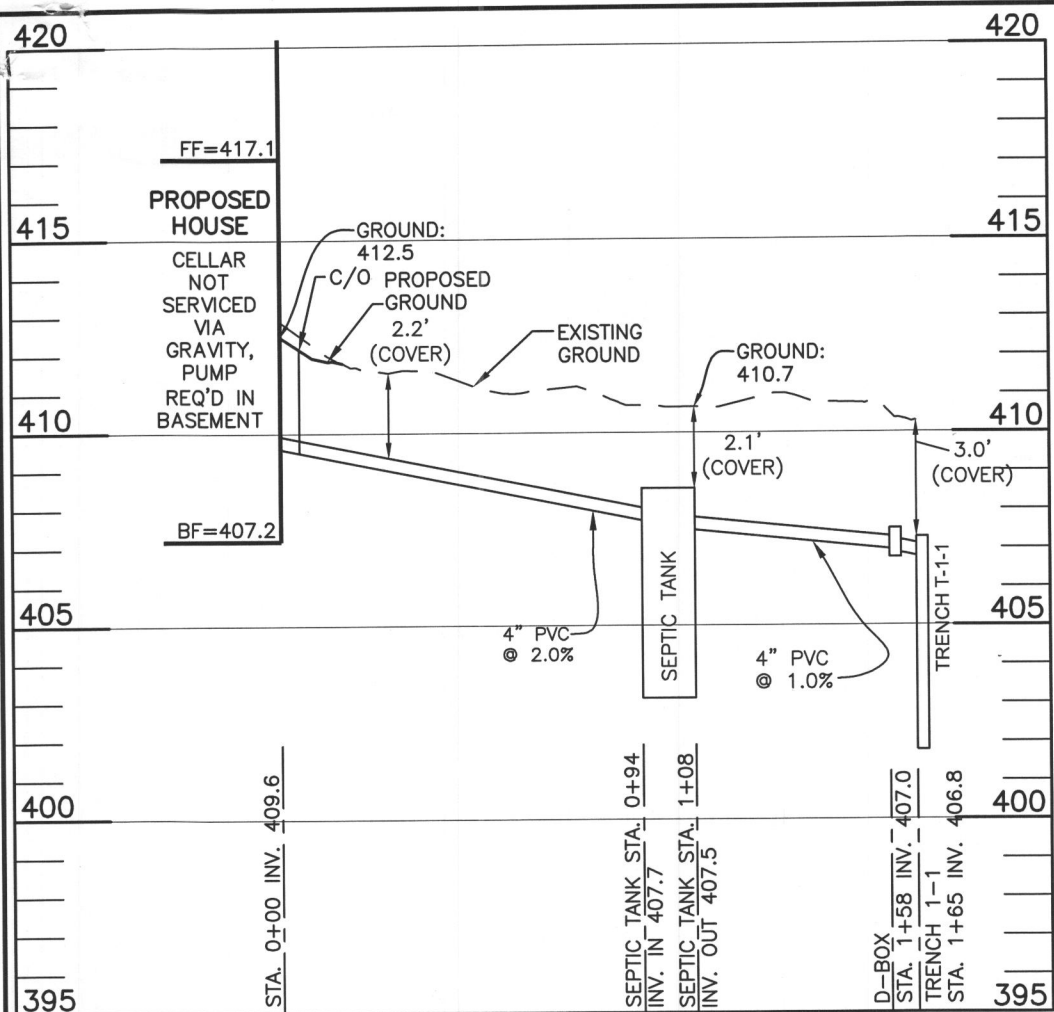 420
420
FF=417.1
PROPOSED
HOUSE
415
415
CELLAR
NOT
SERVICED
VIA
GRAVITY,
PUMP
REQ'D IN
BASEMENT
GROUND:
412.5
C/O
PROPOSED
GROUND
2.2'
(COVER)
EXISTING
GROUND
GROUND:
410.7
410
410
2.1'
(COVER)
3.0'
(COVER)
BF=407.2
SEPTIC TANK
TRENCH T-1-1
405
405
4" PVC
@ 2.0%
4" PVC
@ 1.0%
400
400
STA. 0+00 INV. 409.6
SEPTIC TANK STA. 0+94
INV. IN 407.7
SEPTIC TANK STA. 1+08
INV. OUT 407.5
D-BOX
STA. 1+58 INV. 407.0
TRENCH 1-1
STA. 1+65 INV. 406.8
395
395